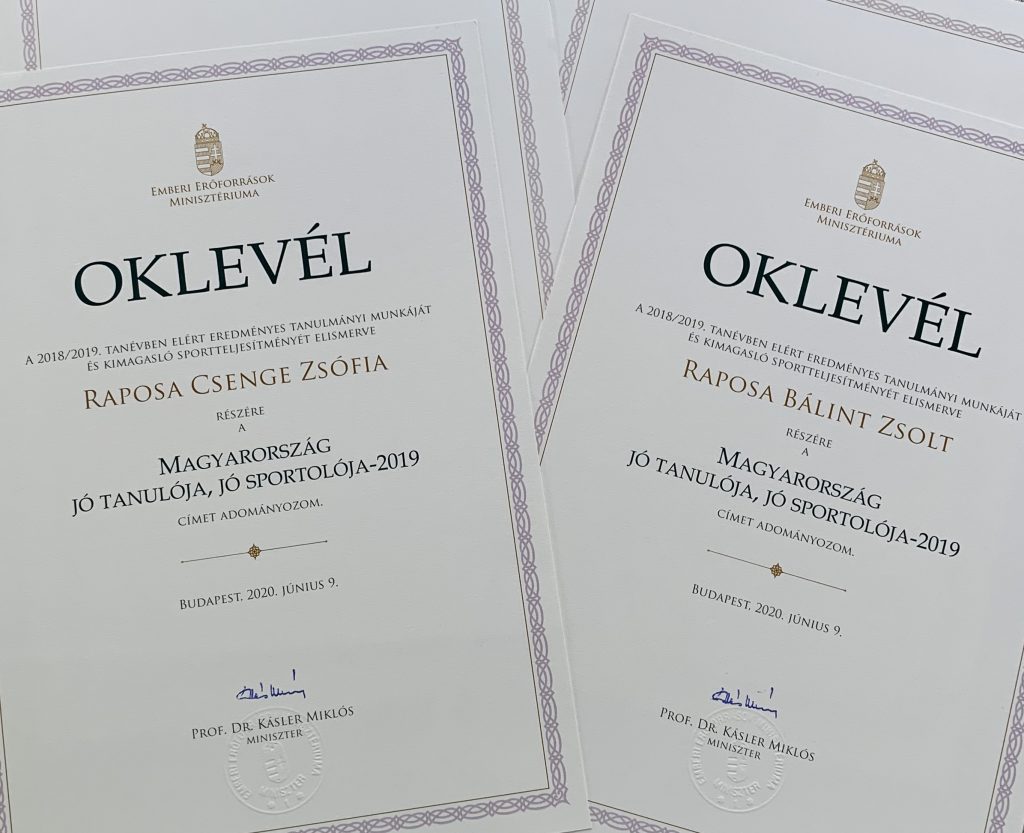 EMBERI ERŐFORRÁSOK
MINISZTÉRIUMA
OKLEVÉL
A 2018/2019. TANÉVBEN ELÉRT EREDMÉNYES TANULMÁNYI MUNKÁJÁT
ÉS KIMAGASLÓ SPORTTELJESÍTMÉNYÉT ELISMERVE
RAPOSA CSENGE ZSÓFIA
RÉSZÉRE
A
MAGYARORSZÁG
JÓ TANULÓJA, JÓ SPORTOLÓJA-2019
CÍMET ADOMÁNYOZOM.
BUDAPEST, 2020. JÚNIUS 9.
PROF. DR. KÁSLER MIKLÓS
MINISZTER
EMBERI ERŐFORRÁSOK
MINISZTÉRIUMA
OKLEVÉL
A 2018/2019. TANÉVBEN ELÉRT EREDMÉNYES TANULMÁNYI MUNKÁJÁT
ÉS KIMAGASLÓ SPORTTELJESÍTMÉNYÉT ELISMERVE
RAPOSA BÁLINT ZSOLT
RÉSZÉRE
A
MAGYARORSZÁG
JÓ TANULÓJA, JÓ SPORTOLÓJA-2019
CÍMET ADOMÁNYOZOM.
BUDAPEST, 2020. JÚNIUS 9.
PROF. DR. KÁSLER MIKLÓS
MINISZTER